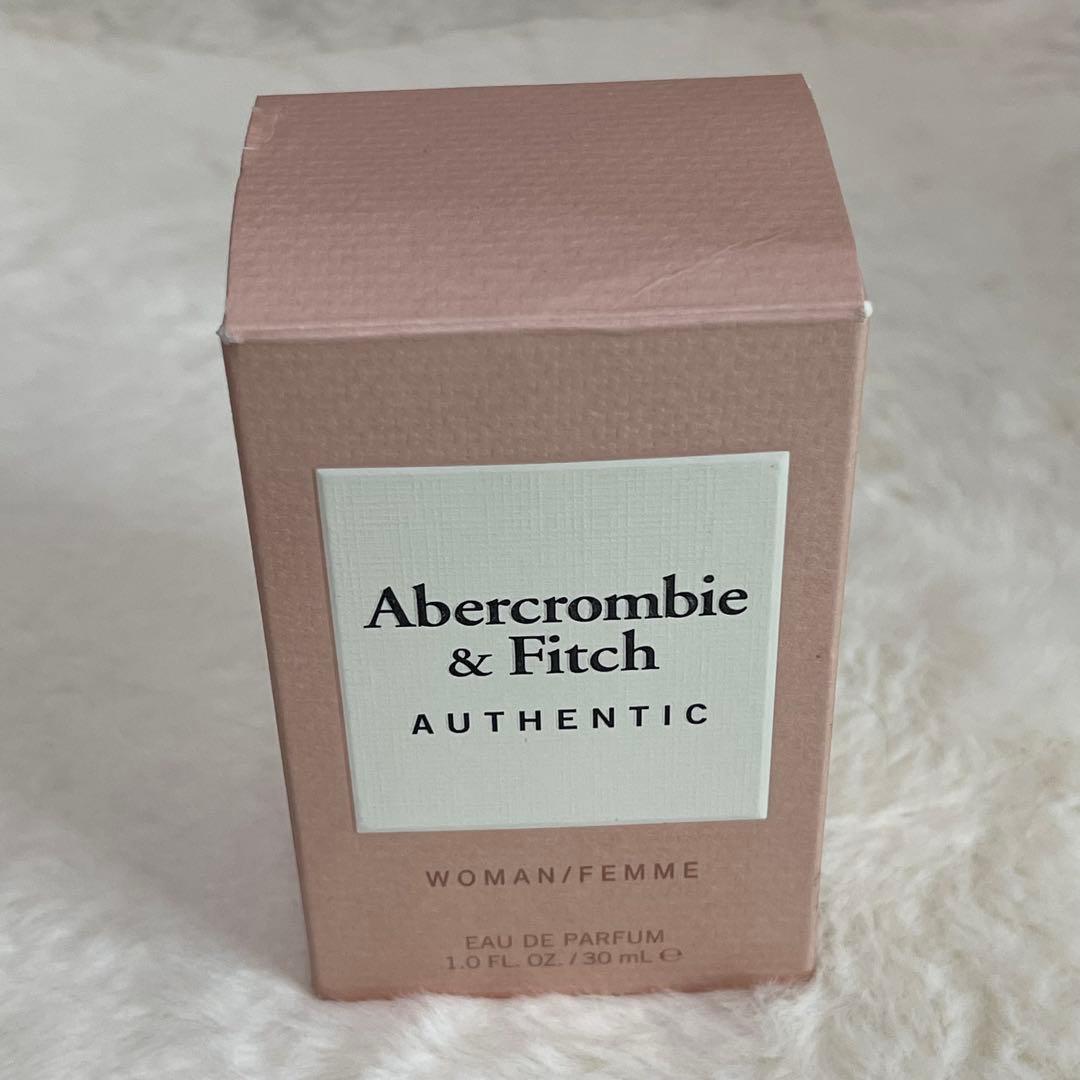 Abercrombie
& Fitch
AUTHENTIC
WOMAN/FEMME
EAU DE PARFUM
1.0 FL. OZ. / 30 mL ℮